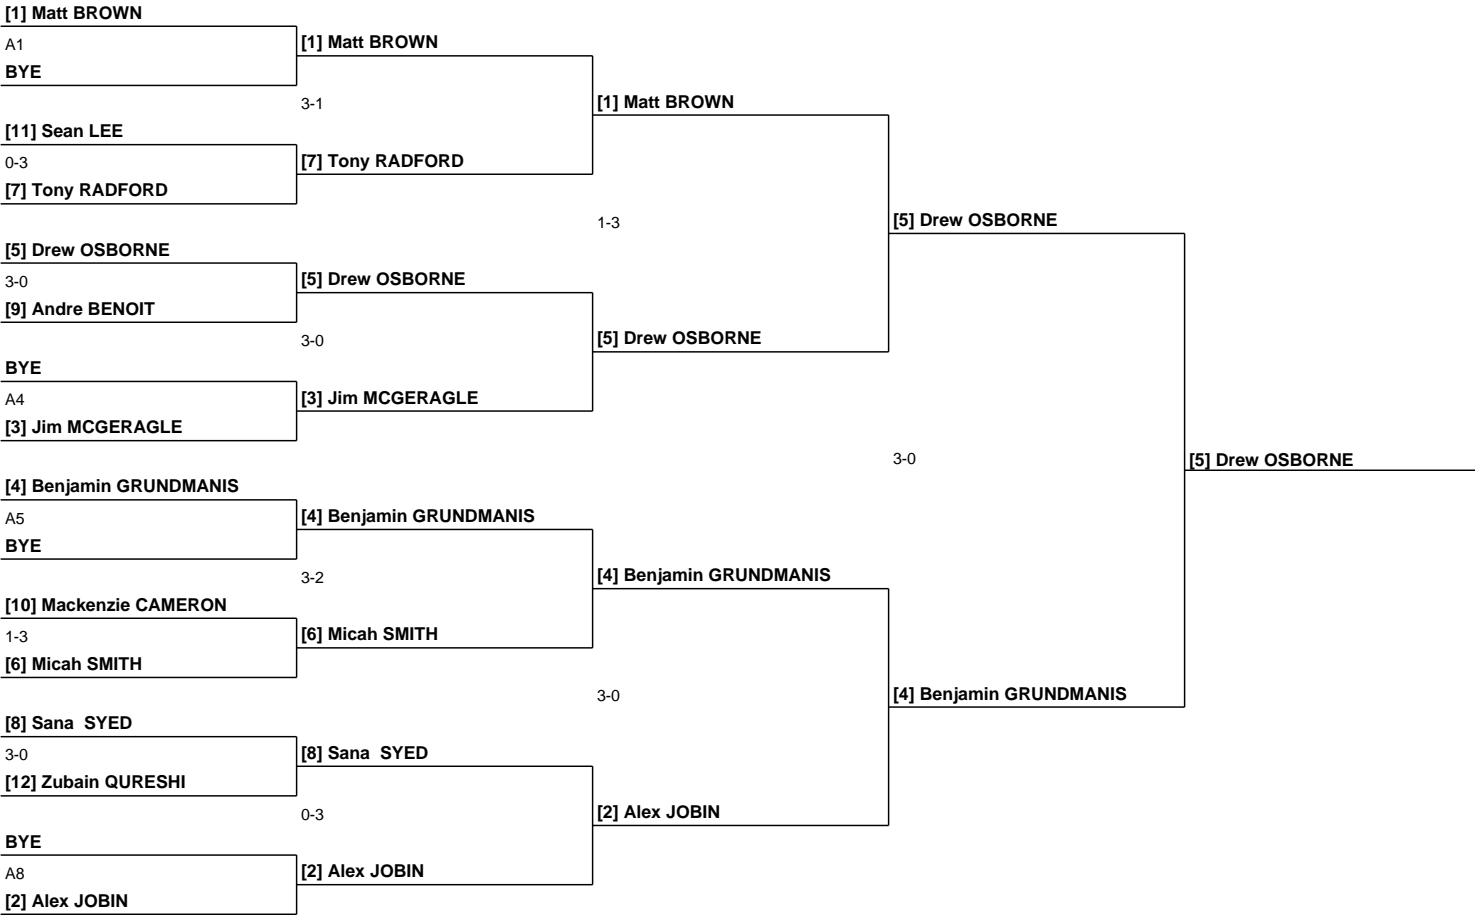 [1] Matt BROWN
A1
BYE
[11] Sean LEE
0-3
[7] Tony RADFORD
[5] Drew OSBORNE
3-0
[9] Andre BENOIT
BYE
A4
[3] Jim MCGERAGLE
[4] Benjamin GRUNDMANIS
A5
BYE
[10] Mackenzie CAMERON
1-3
[6] Micah SMITH
[8] Sana  SYED
3-0
[12] Zubain QURESHI
BYE
A8
[2] Alex JOBIN
[1] Matt BROWN
3-1
[7] Tony RADFORD
[5] Drew OSBORNE
3-0
[3] Jim MCGERAGLE
[4] Benjamin GRUNDMANIS
3-2
[6] Micah SMITH
[8] Sana  SYED
0-3
[2] Alex JOBIN
[1] Matt BROWN
1-3
[5] Drew OSBORNE
[4] Benjamin GRUNDMANIS
3-0
[2] Alex JOBIN
[5] Drew OSBORNE
3-0
[4] Benjamin GRUNDMANIS
[5] Drew OSBORNE